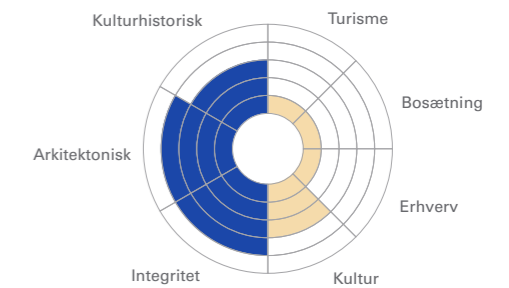 Kulturhistorisk
Turisme
Bosætning
Arkitektonisk
Erhverv
Integritet
Kultur